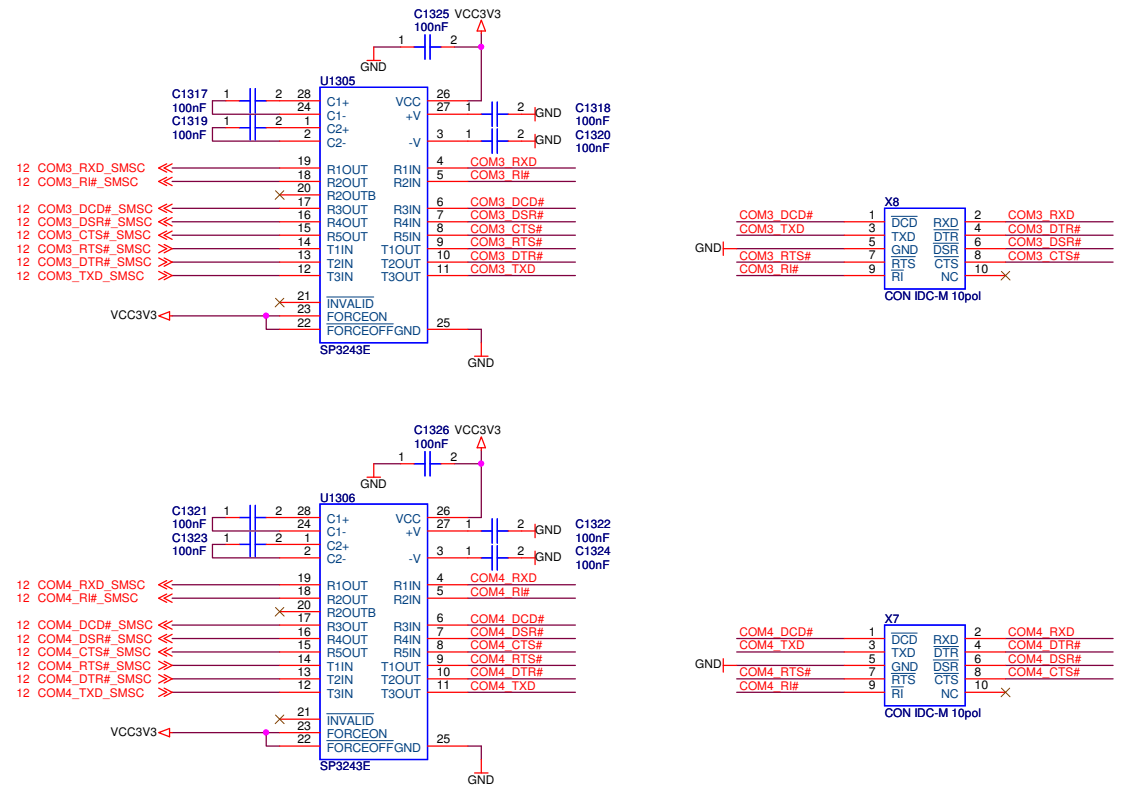 C1325 VCC3V3
100nF
1 2
GND
U1305
C1317 1 2 28 C1+ VCC 26
100nF 24 C1- +V 27 1 2 GND C1318
100nF
C1319 1 2 1 C2+
100nF 2 C2- -V 3 1 2 GND C1320
100nF
12 COM3_RXD_SMSC 19 R1OUT R1IN 4 COM3_RXD
12 COM3_RI#_SMSC 18 R2OUT R2IN 5 COM3_RI#
20 R2OUTB
12 COM3_DCD#_SMSC 17 R3OUT R3IN 6 COM3_DCD#
12 COM3_DSR#_SMSC 16 R4OUT R4IN 7 COM3_DSR#
12 COM3_CTS#_SMSC 15 R5OUT R5IN 8 COM3_CTS#
12 COM3_RTS#_SMSC 14 T1IN T1OUT 9 COM3_RTS#
12 COM3_DTR#_SMSC 13 T2IN T2OUT 10 COM3_DTR#
12 COM3_TXD_SMSC 12 T3IN T3OUT 11 COM3_TXD
21 INVALID
VCC3V3 23 FORCEON
22 FORCEOFF GND 25
SP3243E
GND
X8
COM3_DCD# 1 DCD RXD 2 COM3_RXD
COM3_TXD 3 TXD DTR 4 COM3_DTR#
GND 5 GND DSR 6 COM3_DSR#
COM3_RTS# 7 RTS CTS 8 COM3_CTS#
COM3_RI# 9 RI NC 10
CON IDC-M 10pol
C1326 VCC3V3
100nF
1 2
GND
U1306
C1321 1 2 28 C1+ VCC 26
100nF 24 C1- +V 27 1 2 GND C1322
100nF
C1323 1 2 1 C2+
100nF 2 C2- -V 3 1 2 GND C1324
100nF
12 COM4_RXD_SMSC 19 R1OUT R1IN 4 COM4_RXD
12 COM4_RI#_SMSC 18 R2OUT R2IN 5 COM4_RI#
20 R2OUTB
12 COM4_DCD#_SMSC 17 R3OUT R3IN 6 COM4_DCD#
12 COM4_DSR#_SMSC 16 R4OUT R4IN 7 COM4_DSR#
12 COM4_CTS#_SMSC 15 R5OUT R5IN 8 COM4_CTS#
12 COM4_RTS#_SMSC 14 T1IN T1OUT 9 COM4_RTS#
12 COM4_DTR#_SMSC 13 T2IN T2OUT 10 COM4_DTR#
12 COM4_TXD_SMSC 12 T3IN T3OUT 11 COM4_TXD
21 INVALID
VCC3V3 23 FORCEON
22 FORCEOFF GND 25
SP3243E
GND
X7
COM4_DCD# 1 DCD RXD 2 COM4_RXD
COM4_TXD 3 TXD DTR 4 COM4_DTR#
GND 5 GND DSR 6 COM4_DSR#
COM4_RTS# 7 RTS CTS 8 COM4_CTS#
COM4_RI# 9 RI NC 10
CON IDC-M 10pol